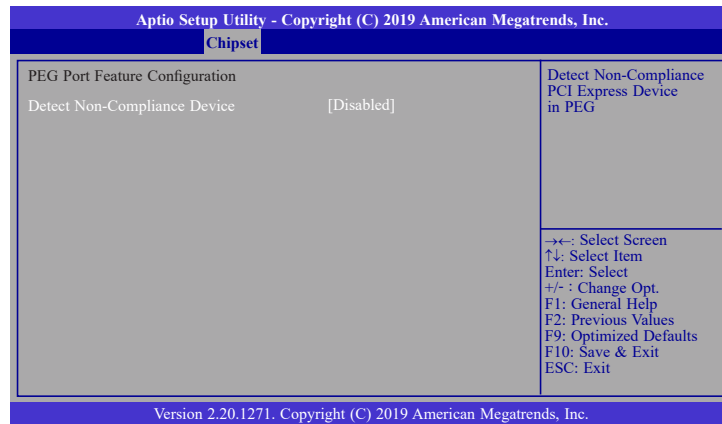 Aptio Setup Utility - Copyright (C) 2019 American Megatrends, Inc.
Chipset
PEG Port Feature Configuration
Detect Non-Compliance Device [Disabled]
Detect Non-Compliance
PCI Express Device
in PEG
→←: Select Screen
↑↓: Select Item
Enter: Select
+/- : Change Opt.
F1: General Help
F2: Previous Values
F9: Optimized Defaults
F10: Save & Exit
ESC: Exit
Version 2.20.1271. Copyright (C) 2019 American Megatrends, Inc.